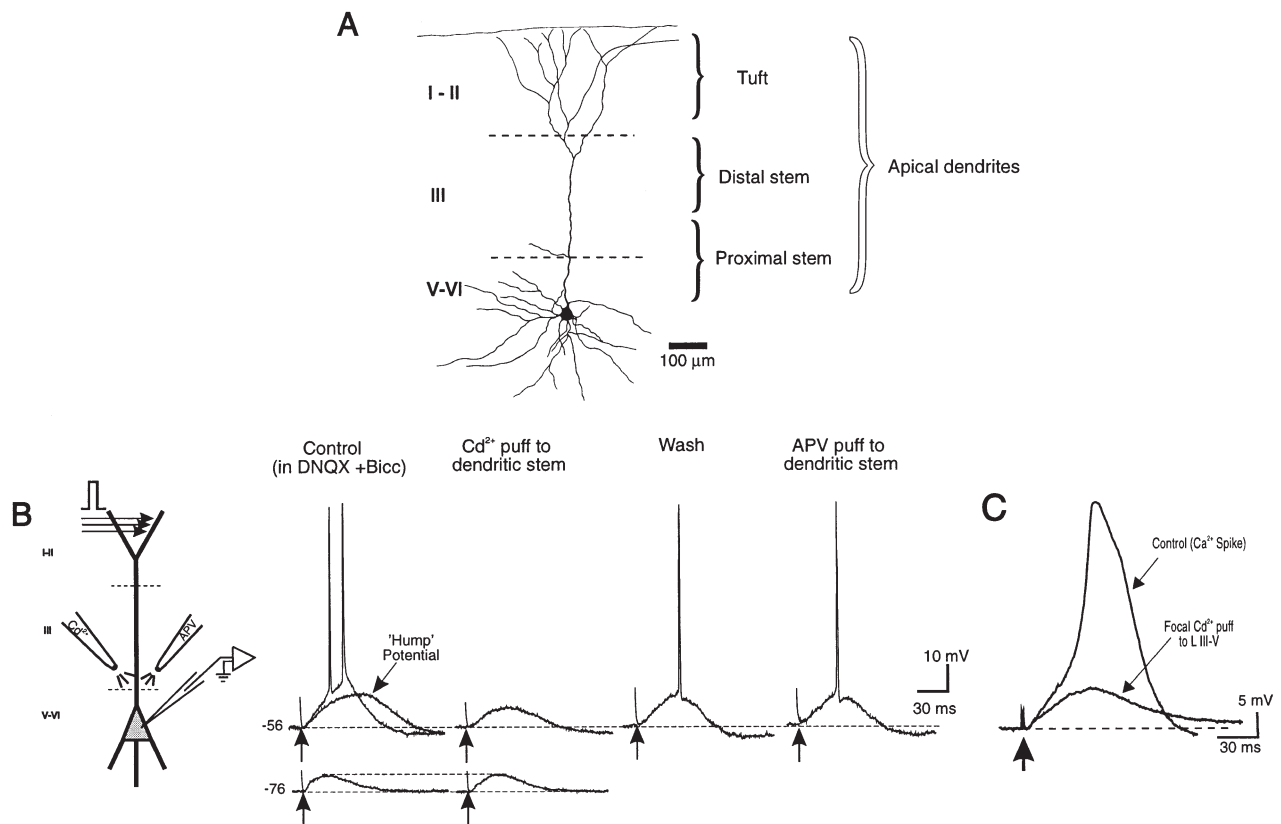 A
I - II
III
V-VI
Tuft
Distal stem
Proximal stem
Apical dendrites
100 µm
B
I-II
III
V-VI
Cd²⁺
APV
Control
(in DNQX +Bicc)
Cd²⁺ puff to
dendritic stem
Wash
APV puff to
dendritic stem
'Hump'
Potential
-56
-76
10 mV
30 ms
C
Control (Ca²⁺ Spike)
Focal Cd²⁺ puff
to L III-V
5 mV
30 ms